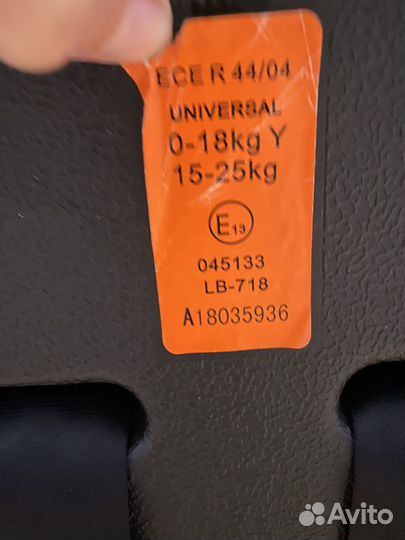 ECE R 44/04
UNIVERSAL
0-18kg Y
15-25kg
E13
045133
LB-718
A18035936
Avito